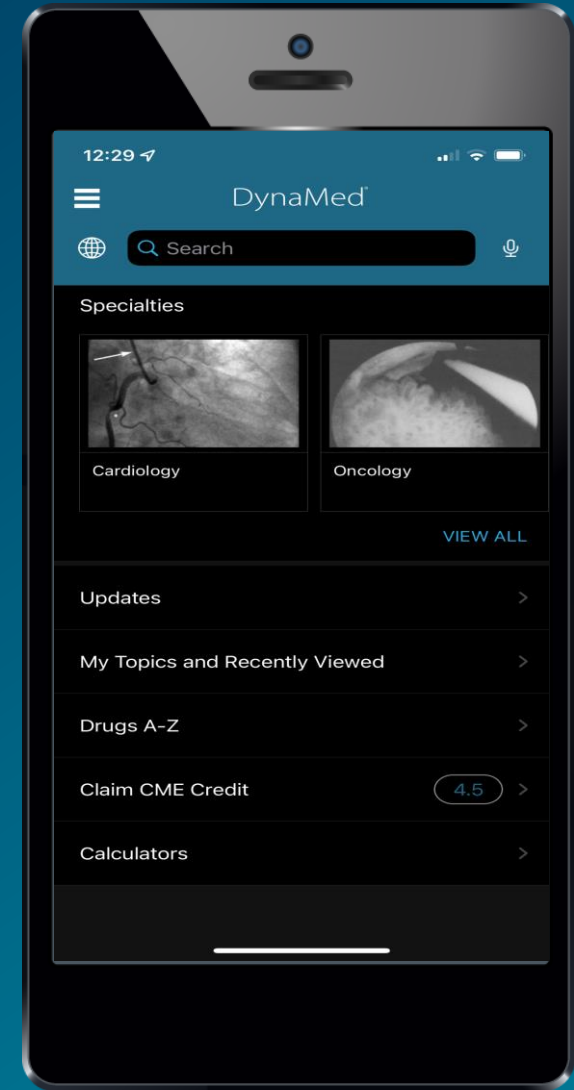 12:29
DynaMed
Search
Specialties
Cardiology
Oncology
VIEW ALL
Updates
My Topics and Recently Viewed
Drugs A-Z
Claim CME Credit 4.5
Calculators